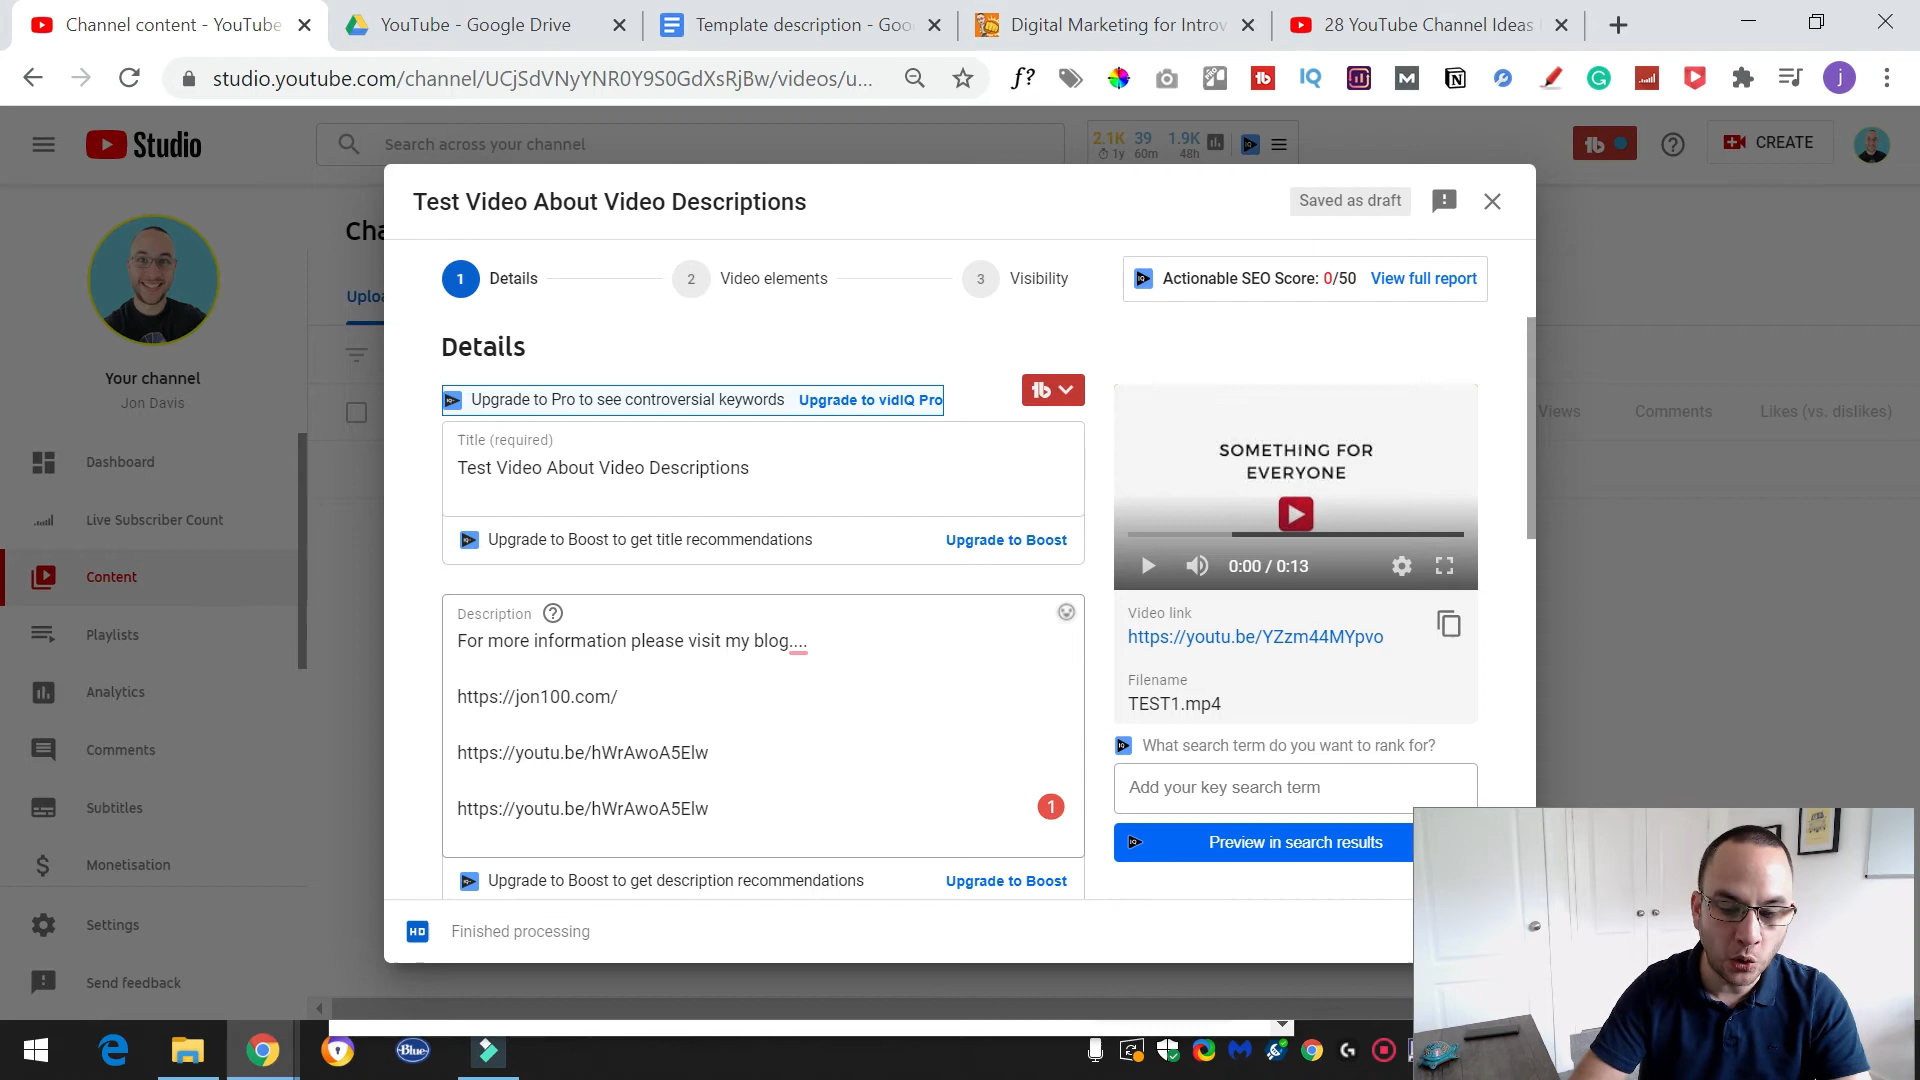 Channel content - YouTube
YouTube - Google Drive
Template description - Goo
Digital Marketing for Introv
28 YouTube Channel Ideas
studio.youtube.com/channel/UCjSdVNyYNR0Y9S0GdXsRjBw/videos/u...
f?
Studio
Search across your channel
2.1K 39 1.9K
1y 60m 48h
CREATE
Test Video About Video Descriptions
Saved as draft
Cha
1 Details
2 Video elements
3 Visibility
Actionable SEO Score: 0/50 View full report
Uploa
Details
Your channel
Jon Davis
Upgrade to Pro to see controversial keywords Upgrade to vidIQ Pro
Title (required)
Test Video About Video Descriptions
Upgrade to Boost to get title recommendations Upgrade to Boost
Description
For more information please visit my blog....
https://jon100.com/
https://youtu.be/hWrAwoA5Elw
https://youtu.be/hWrAwoA5Elw
1
Upgrade to Boost to get description recommendations Upgrade to Boost
HD Finished processing
SOMETHING FOR
EVERYONE
0:00 / 0:13
Video link
https://youtu.be/YZzm44MYpvo
Filename
TEST1.mp4
What search term do you want to rank for?
Add your key search term
Preview in search results
Views
Comments
Likes (vs. dislikes)
Dashboard
Live Subscriber Count
Content
Playlists
Analytics
Comments
Subtitles
Monetisation
Settings
Send feedback
Blue